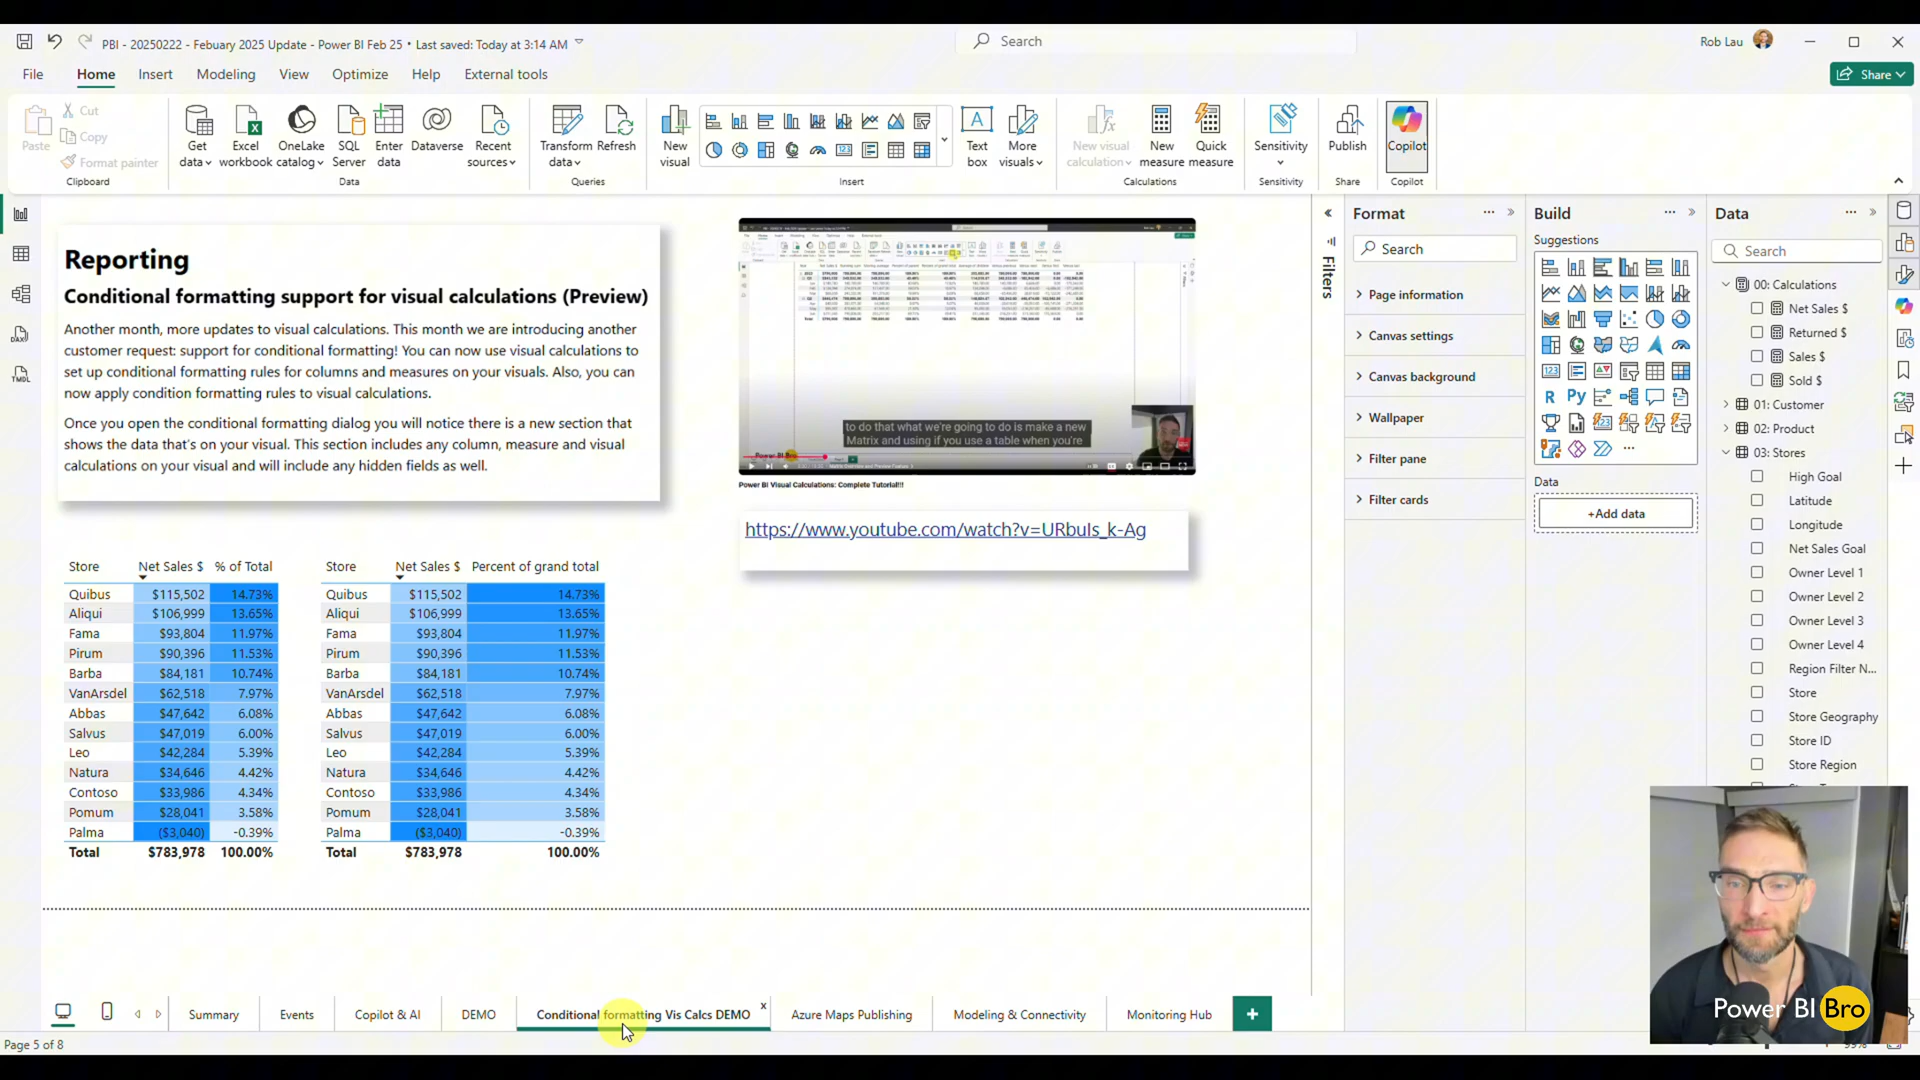 PBI - 20250222 - Febuary 2025 Update - Power BI Feb 25 • Last saved: Today at 3:14 AM
Search
Rob Lau
File
Home
Insert
Modeling
View
Optimize
Help
External tools
Share
Paste
Cut
Copy
Format painter
Get data
Excel workbook
OneLake catalog
SQL Server
Enter data
Dataverse
Recent sources
Transform data
Refresh
New visual
Text box
More visuals
New visual calculation
New measure
Quick measure
Sensitivity
Publish
Copilot
Clipboard
Data
Queries
Insert
Calculations
Sensitivity
Share
Copilot
Reporting
Conditional formatting support for visual calculations (Preview)
Another month, more updates to visual calculations. This month we are introducing another
customer request: support for conditional formatting! You can now use visual calculations to
set up conditional formatting rules for columns and measures on your visuals. Also, you can
now apply condition formatting rules to visual calculations.
Once you open the conditional formatting dialog you will notice there is a new section that
shows the data that's on your visual. This section includes any column, measure and visual
calculations on your visual and will include any hidden fields as well.
to do that what we're going to do is make a new
Matrix and using if you use a table when you're
Power BI Visual Calculations: Complete Tutorial!!!
https://www.youtube.com/watch?v=URbuIs_k-Ag
Store Net Sales $ % of Total
Quibus $115,502 14.73%
Aliqui $106,999 13.65%
Fama $93,804 11.97%
Pirum $90,396 11.53%
Barba $84,181 10.74%
VanArsdel $62,518 7.97%
Abbas $47,642 6.08%
Salvus $47,019 6.00%
Leo $42,284 5.39%
Natura $34,646 4.42%
Contoso $33,986 4.34%
Pomum $28,041 3.58%
Palma ($3,040) -0.39%
Total $783,978 100.00%
Store Net Sales $ Percent of grand total
Quibus $115,502 14.73%
Aliqui $106,999 13.65%
Fama $93,804 11.97%
Pirum $90,396 11.53%
Barba $84,181 10.74%
VanArsdel $62,518 7.97%
Abbas $47,642 6.08%
Salvus $47,019 6.00%
Leo $42,284 5.39%
Natura $34,646 4.42%
Contoso $33,986 4.34%
Pomum $28,041 3.58%
Palma ($3,040) -0.39%
Total $783,978 100.00%
Filters
Format
Search
Page information
Canvas settings
Canvas background
Wallpaper
Filter pane
Filter cards
Build
Suggestions
Data
+Add data
Data
Search
00: Calculations
Net Sales $
Returned $
Sales $
Sold $
01: Customer
02: Product
03: Stores
High Goal
Latitude
Longitude
Net Sales Goal
Owner Level 1
Owner Level 2
Owner Level 3
Owner Level 4
Region Filter N...
Store
Store Geography
Store ID
Store Region
DAX
TMDL
Power BI Bro
Summary
Events
Copilot & AI
DEMO
Conditional formatting Vis Calcs DEMO
Azure Maps Publishing
Modeling & Connectivity
Monitoring Hub
Page 5 of 8